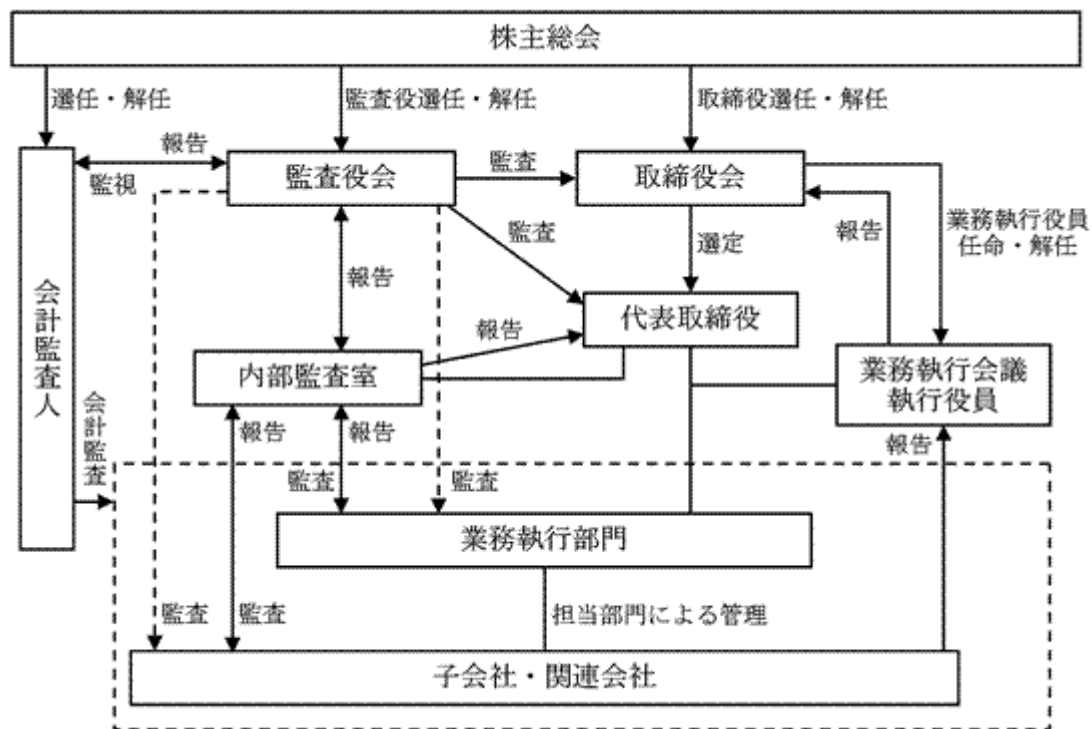 株主総会
選任・解任
監査役選任・解任
取締役選任・解任
報告
監視
監査役会
監査
取締役会
監査
選定
報告
業務執行役員
任命・解任
報告
代表取締役
報告
会計監査人
内部監査室
業務執行会議
執行役員
会計監査
報告
報告
報告
監査
監査
業務執行部門
監査
監査
担当部門による管理
子会社・関連会社